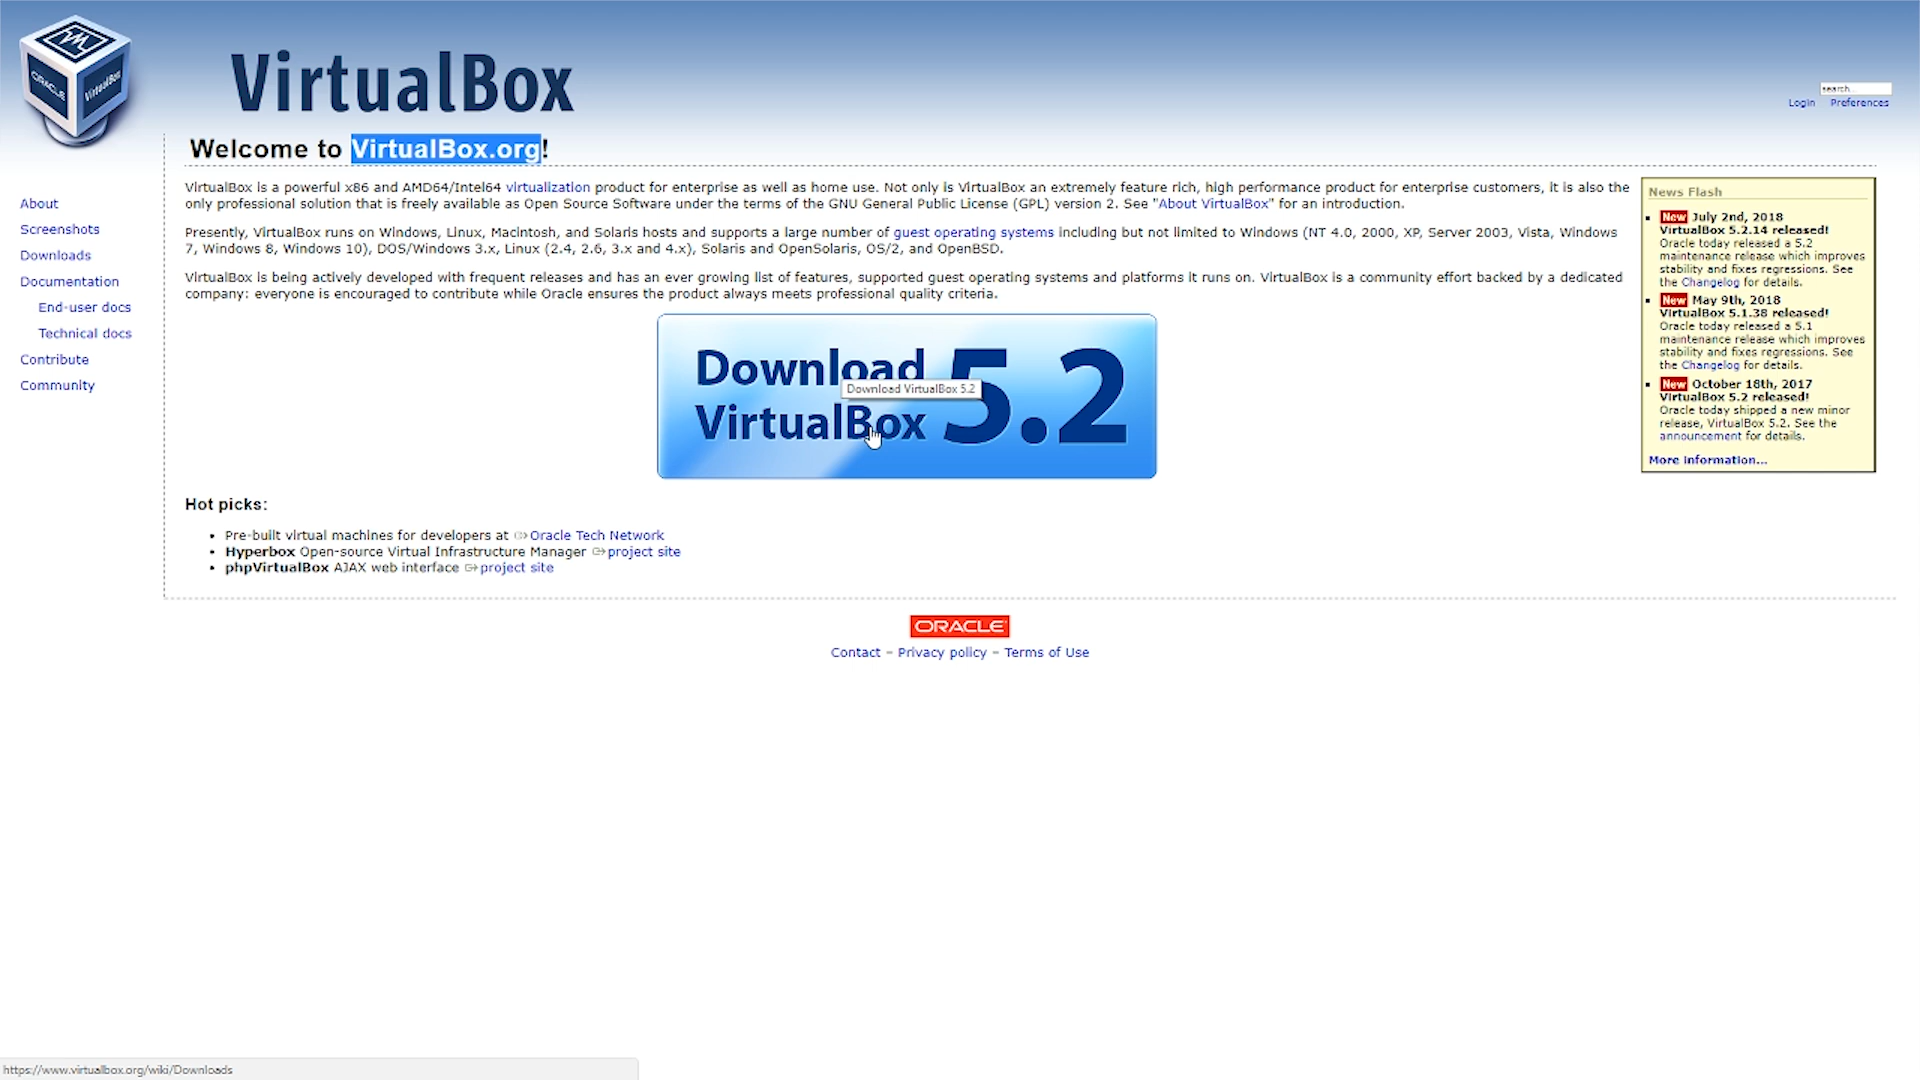 ORACLE
VirtualBox
VirtualBox
search...
Login Preferences
Welcome to VirtualBox.org!
About
Screenshots
Downloads
Documentation
End-user docs
Technical docs
Contribute
Community
VirtualBox is a powerful x86 and AMD64/Intel64 virtualization product for enterprise as well as home use. Not only is VirtualBox an extremely feature rich, high performance product for enterprise customers, it is also the
only professional solution that is freely available as Open Source Software under the terms of the GNU General Public License (GPL) version 2. See "About VirtualBox" for an introduction.
Presently, VirtualBox runs on Windows, Linux, Macintosh, and Solaris hosts and supports a large number of guest operating systems including but not limited to Windows (NT 4.0, 2000, XP, Server 2003, Vista, Windows
7, Windows 8, Windows 10), DOS/Windows 3.x, Linux (2.4, 2.6, 3.x and 4.x), Solaris and OpenSolaris, OS/2, and OpenBSD.
VirtualBox is being actively developed with frequent releases and has an ever growing list of features, supported guest operating systems and platforms it runs on. VirtualBox is a community effort backed by a dedicated
company: everyone is encouraged to contribute while Oracle ensures the product always meets professional quality criteria.
Download
VirtualBox 5.2
Download VirtualBox 5.2
Hot picks:
• Pre-built virtual machines for developers at Oracle Tech Network
• Hyperbox Open-source Virtual Infrastructure Manager project site
• phpVirtualBox AJAX web interface project site
News Flash
New July 2nd, 2018
VirtualBox 5.2.14 released!
Oracle today released a 5.2
maintenance release which improves
stability and fixes regressions. See
the Changelog for details.
New May 9th, 2018
VirtualBox 5.1.38 released!
Oracle today released a 5.1
maintenance release which improves
stability and fixes regressions. See
the Changelog for details.
New October 18th, 2017
VirtualBox 5.2 released!
Oracle today shipped a new minor
release, VirtualBox 5.2. See the
announcement for details.
More information...
ORACLE
Contact – Privacy policy – Terms of Use
https://www.virtualbox.org/wiki/Downloads